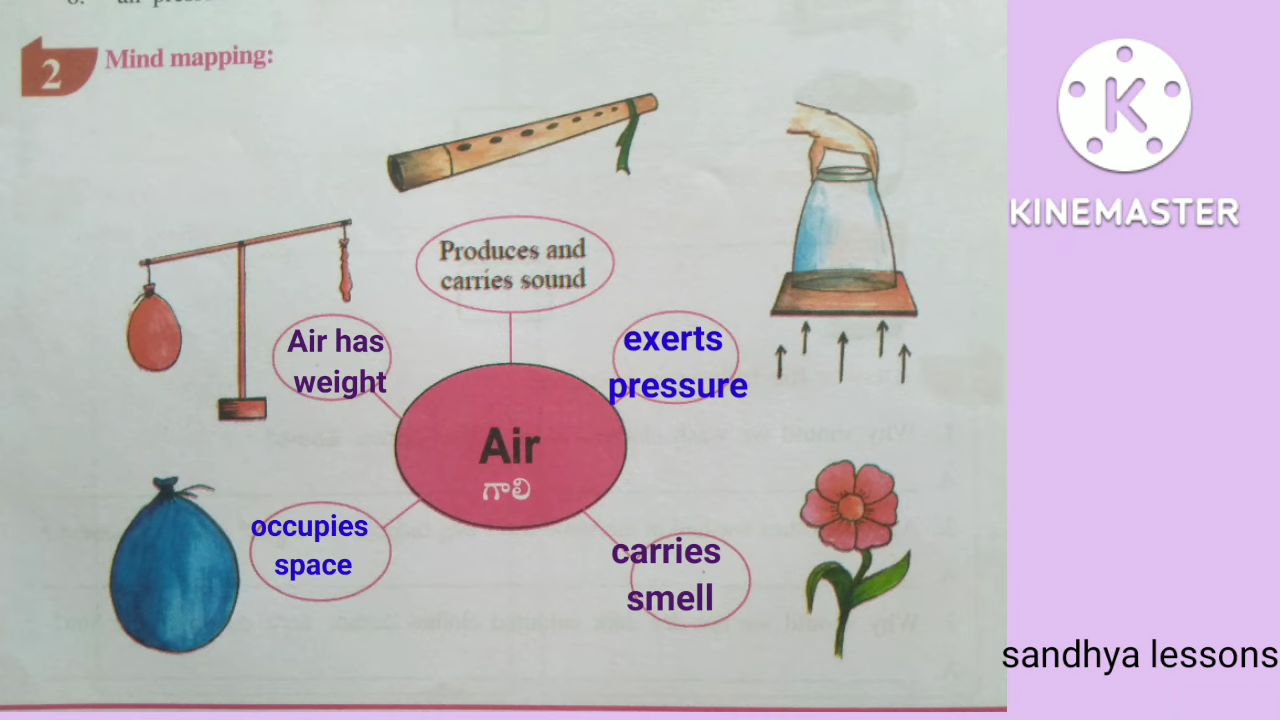 2 Mind mapping:
Produces and
carries sound
Air has
weight
exerts
pressure
Air
గాలి
occupies
space
carries
smell
KINEMASTER
sandhya lessons